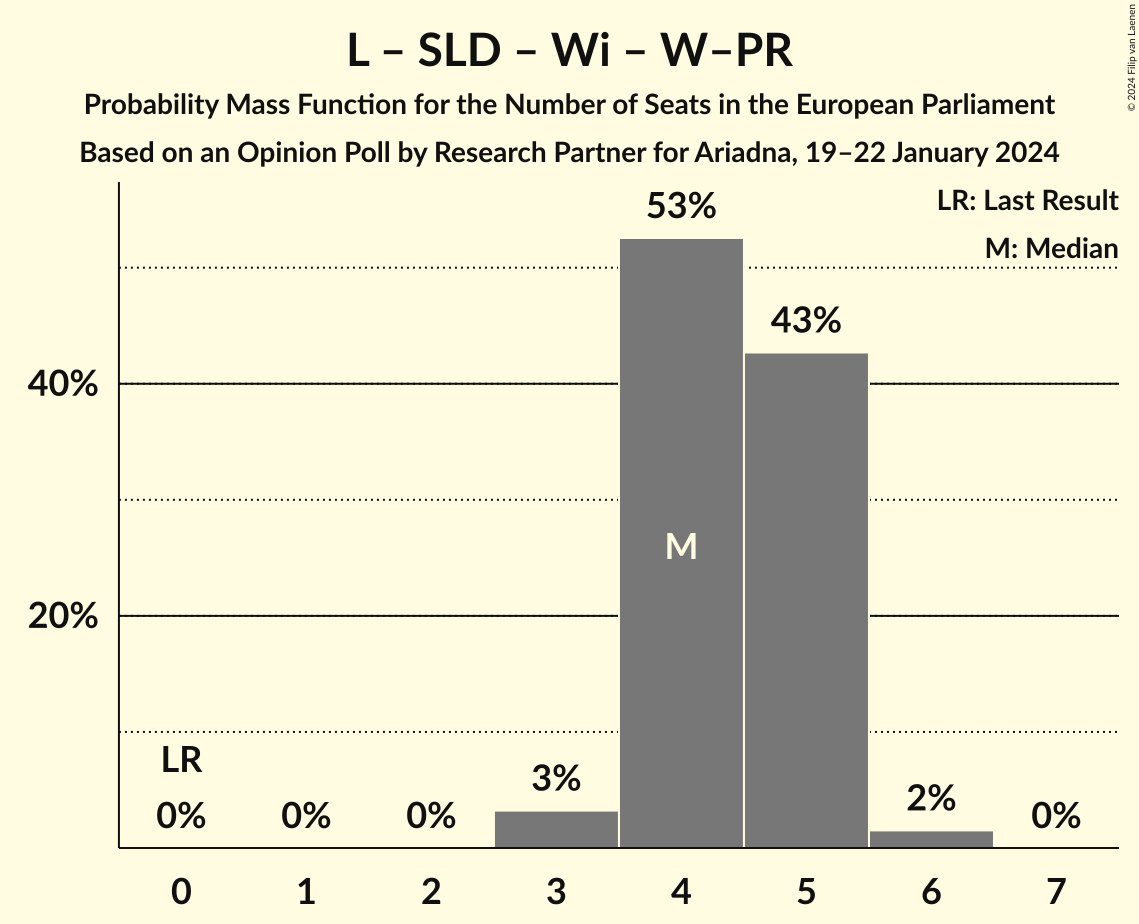 L – SLD – Wi – W–PR
Probability Mass Function for the Number of Seats in the European Parliament
Based on an Opinion Poll by Research Partner for Ariadna, 19–22 January 2024
© 2024 Filip van Laenen
LR: Last Result
M: Median
53%
43%
40%
M
20%
LR
3%
2%
0% 0% 0% 0%
0 1 2 3 4 5 6 7